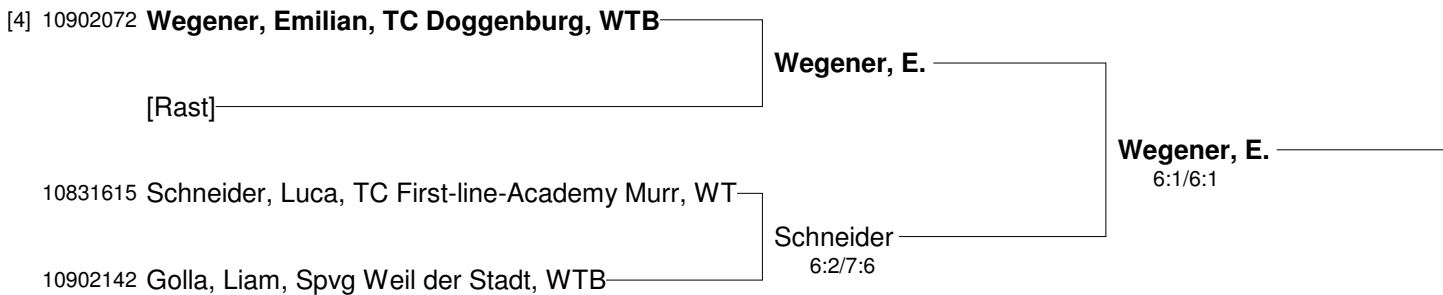 [4] 10902072 Wegener, Emilian, TC Doggenburg, WTB
Wegener, E.
[Rast]
Wegener, E.
6:1/6:1
10831615 Schneider, Luca, TC First-line-Academy Murr, WT
Schneider
6:2/7:6
10902142 Golla, Liam, Spvg Weil der Stadt, WTB